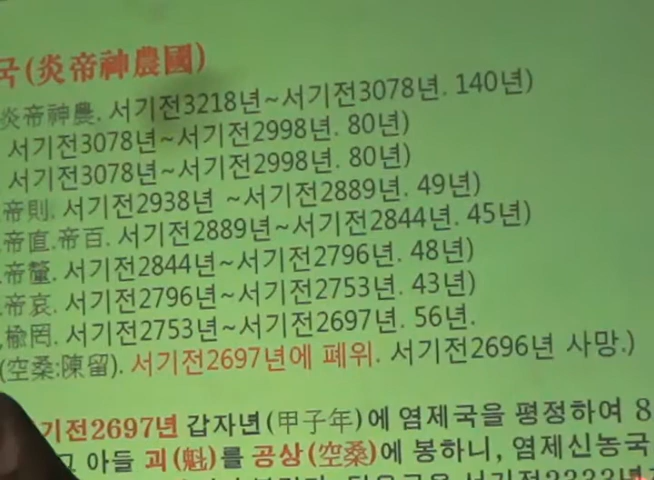 국(炎帝神農國)
炎帝神農. 서기전3218년~서기전3078년. 140년)
서기전3078년~서기전2998년. 80년)
서기전3078년~서기전2998년. 80년)
帝則. 서기전2938년 ~서기전2889년. 49년)
帝直.帝百. 서기전2889년~서기전2844년. 45년)
帝釐. 서기전2844년~서기전2796년. 48년)
帝哀. 서기전2796년~서기전2753년. 43년)
楡罔. 서기전2753년~서기전2697년. 56년.
(空桑:陳留). 서기전2697년에 폐위. 서기전2696년 사망.)
기전2697년 갑자년(甲子年)에 염제국을 평정하여 8
그 아들 괴(魁)를 공상(空桑)에 봉하니, 염제신농국